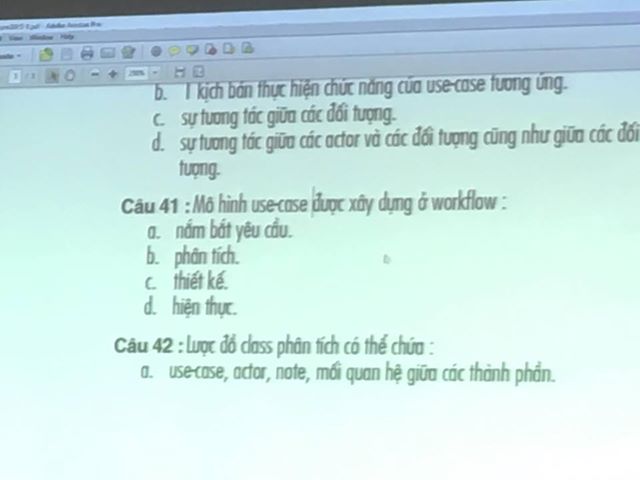 Window Help
200%
b. 1 kịch bản thực hiện chức năng của use-case tương ứng.
c. sự tương tác giữa các đối tượng.
d. sự tương tác giữa các actor và các đối tượng cũng như giữa các đối
tượng.
Câu 41 : Mô hình use-case được xây dựng ở workflow :
a. nắm bắt yêu cầu.
b. phân tích.
c. thiết kế.
d. hiện thực.
Câu 42 : Lược đồ class phân tích có thể chứa :
a. use-case, actor, note, mối quan hệ giữa các thành phần.